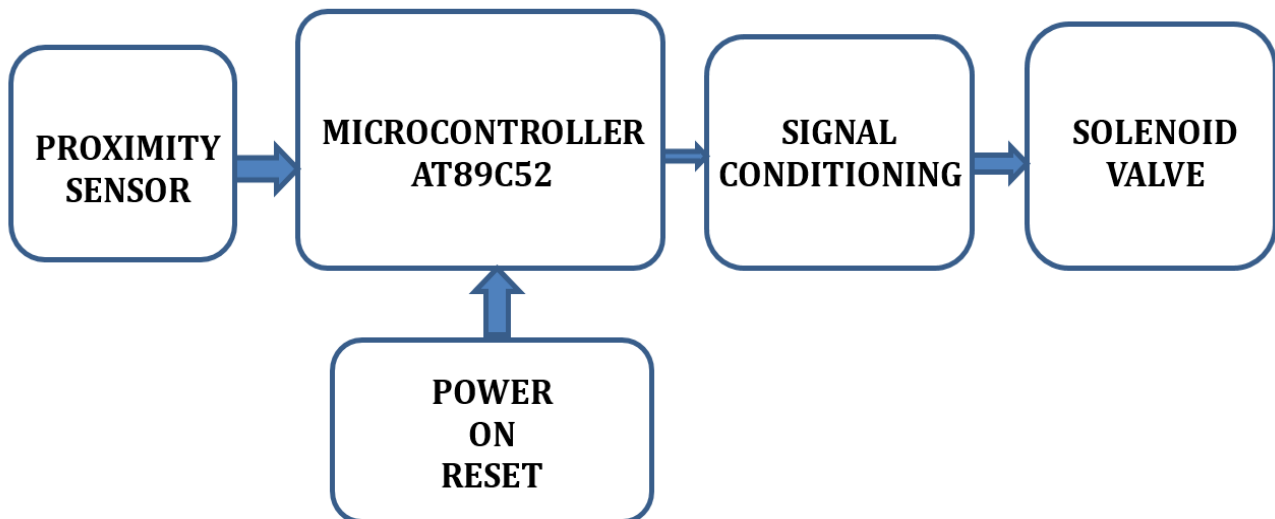 PROXIMITY
SENSOR
MICROCONTROLLER
AT89C52
SIGNAL
CONDITIONING
SOLENOID
VALVE
POWER
ON
RESET